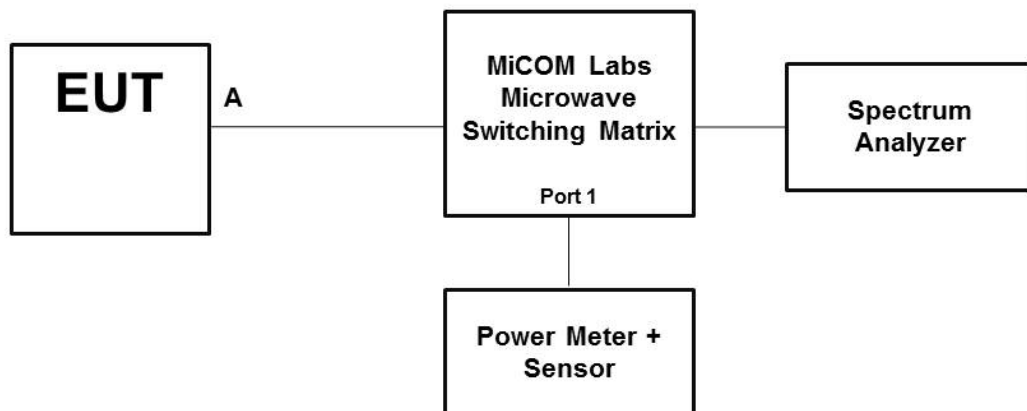 EUT
A
MiCOM Labs
Microwave
Switching Matrix
Port 1
Spectrum
Analyzer
Power Meter +
Sensor